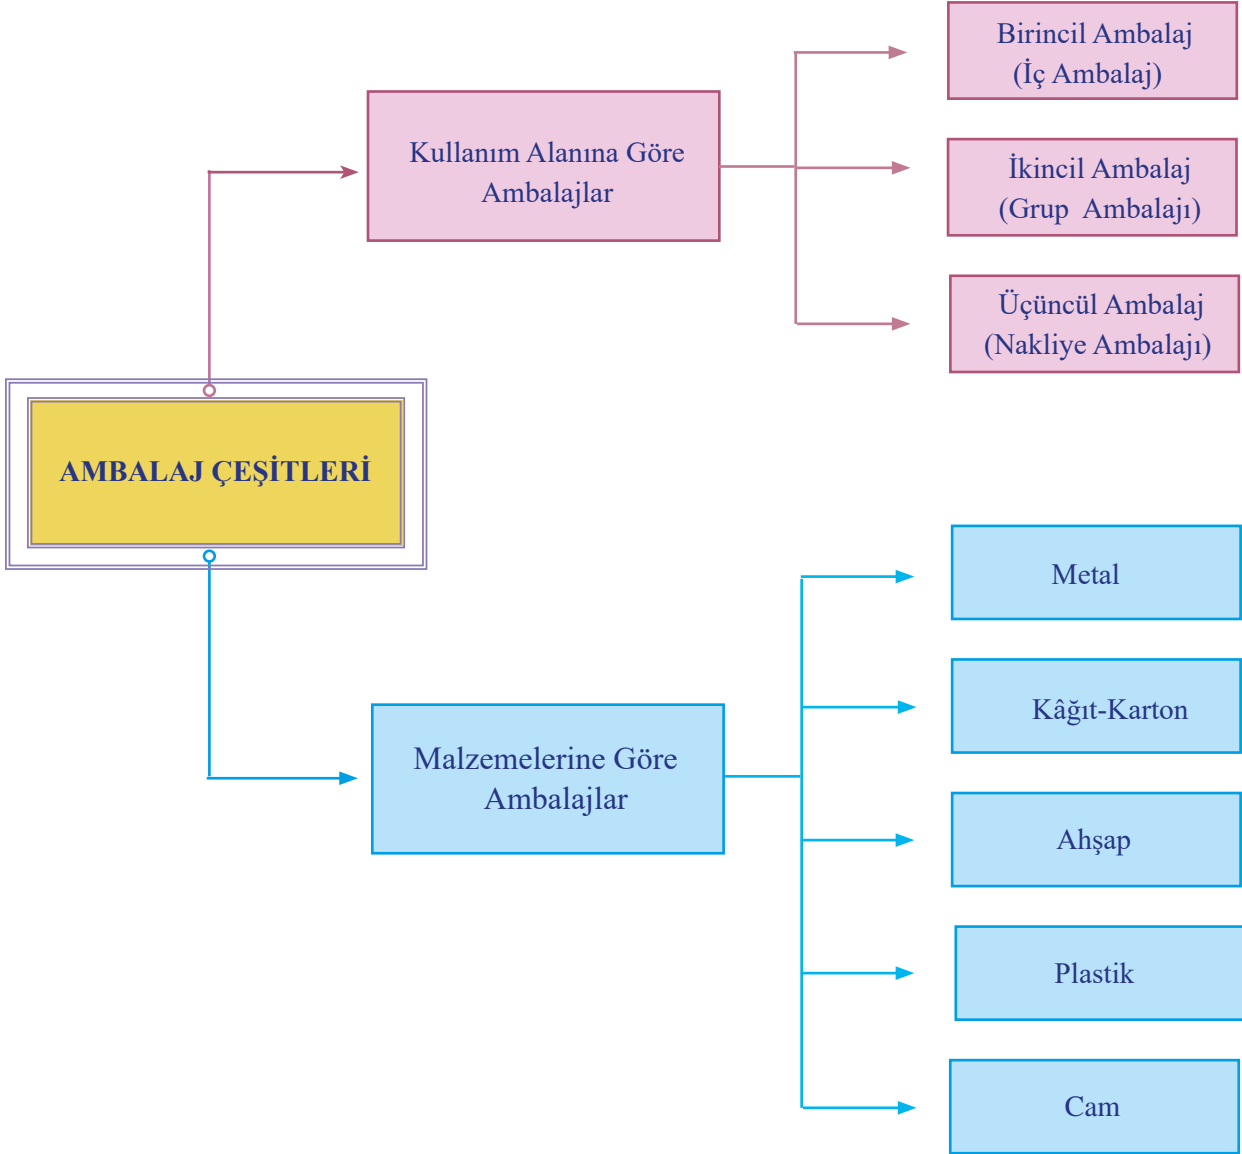 AMBALAJ ÇEŞİTLERİ
Kullanım Alanına Göre
Ambalajlar
Birincil Ambalaj
(İç Ambalaj)
İkincil Ambalaj
(Grup Ambalajı)
Üçüncül Ambalaj
(Nakliye Ambalajı)
Malzemelerine Göre
Ambalajlar
Metal
Kâğıt-Karton
Ahşap
Plastik
Cam